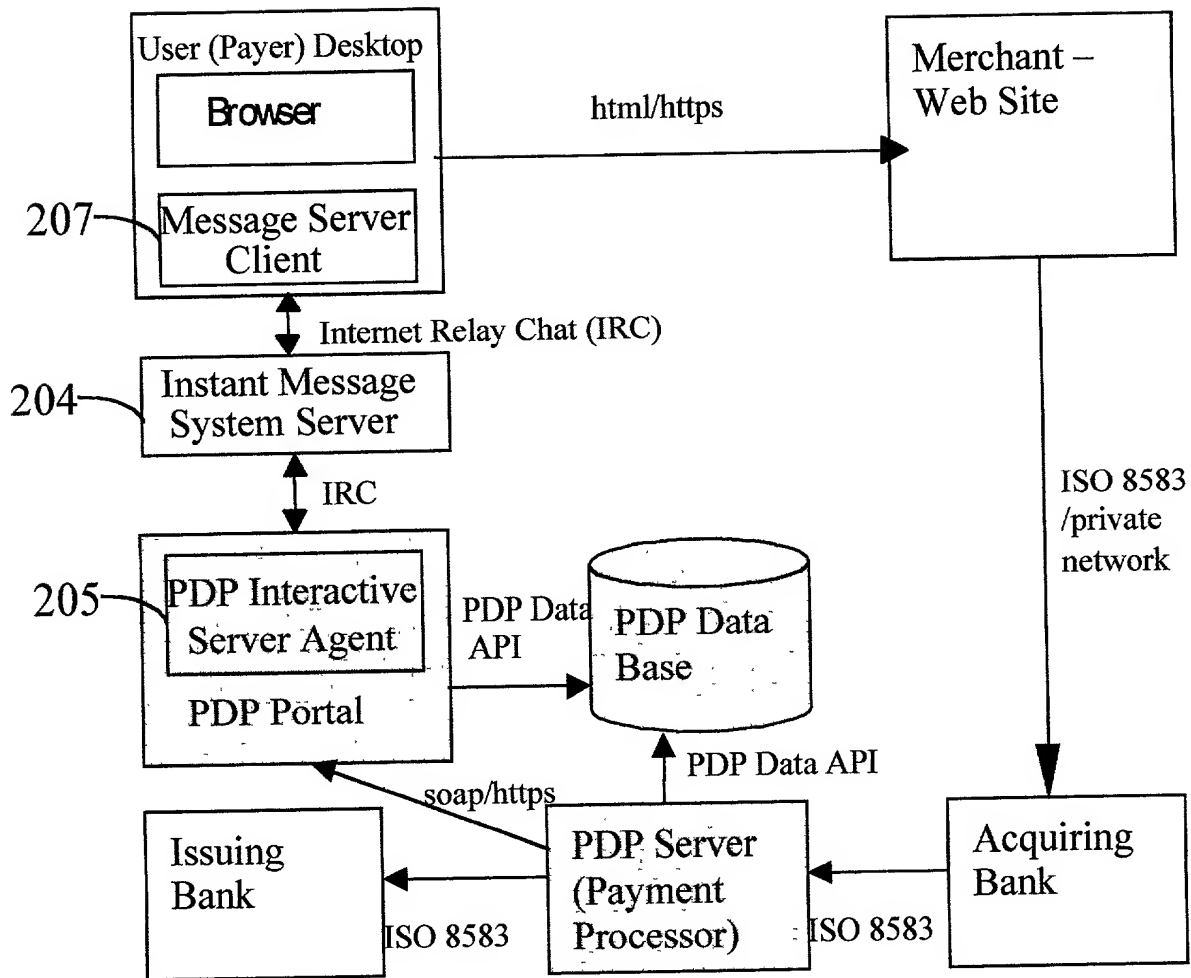 User (Payer) Desktop
Browser
207
Message Server
Client
html/https
Merchant –
Web Site
Internet Relay Chat (IRC)
204
Instant Message
System Server
IRC
ISO 8583
/private
network
205
PDP Interactive
Server Agent
PDP Portal
PDP Data
API
PDP Data
Base
PDP Data API
soap/https
Issuing
Bank
ISO 8583
PDP Server
(Payment
Processor)
ISO 8583
Acquiring
Bank